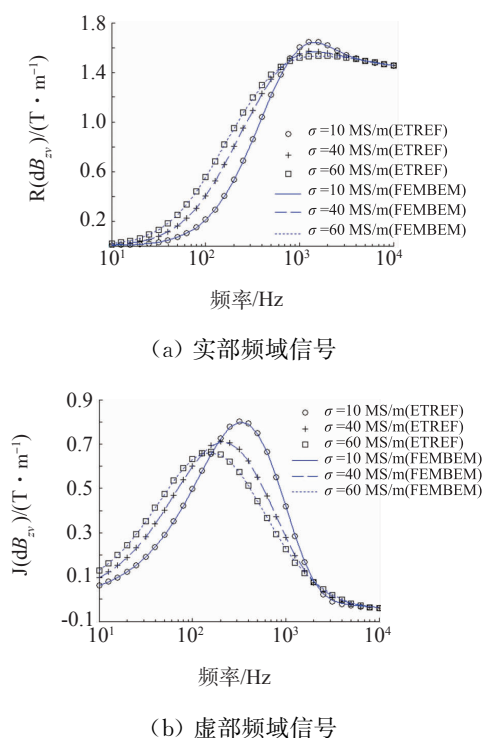 1.8
1.4
1.0
0.6
0.2
R(dB_zv)/(T・m⁻¹)
σ=10 MS/m(ETREF)
σ=40 MS/m(ETREF)
σ=60 MS/m(ETREF)
σ=10 MS/m(FEMBEM)
σ=40 MS/m(FEMBEM)
σ=60 MS/m(FEMBEM)
10¹ 10² 10³ 10⁴
频率/Hz
(a) 实部频域信号
0.9
0.7
0.5
0.3
0.1
-0.1
J(dB_zv)/(T・m⁻¹)
σ=10 MS/m(ETREF)
σ=40 MS/m(ETREF)
σ=60 MS/m(ETREF)
σ=10 MS/m(FEMBEM)
σ=40 MS/m(FEMBEM)
σ=60 MS/m(FEMBEM)
10¹ 10² 10³ 10⁴
频率/Hz
(b) 虚部频域信号